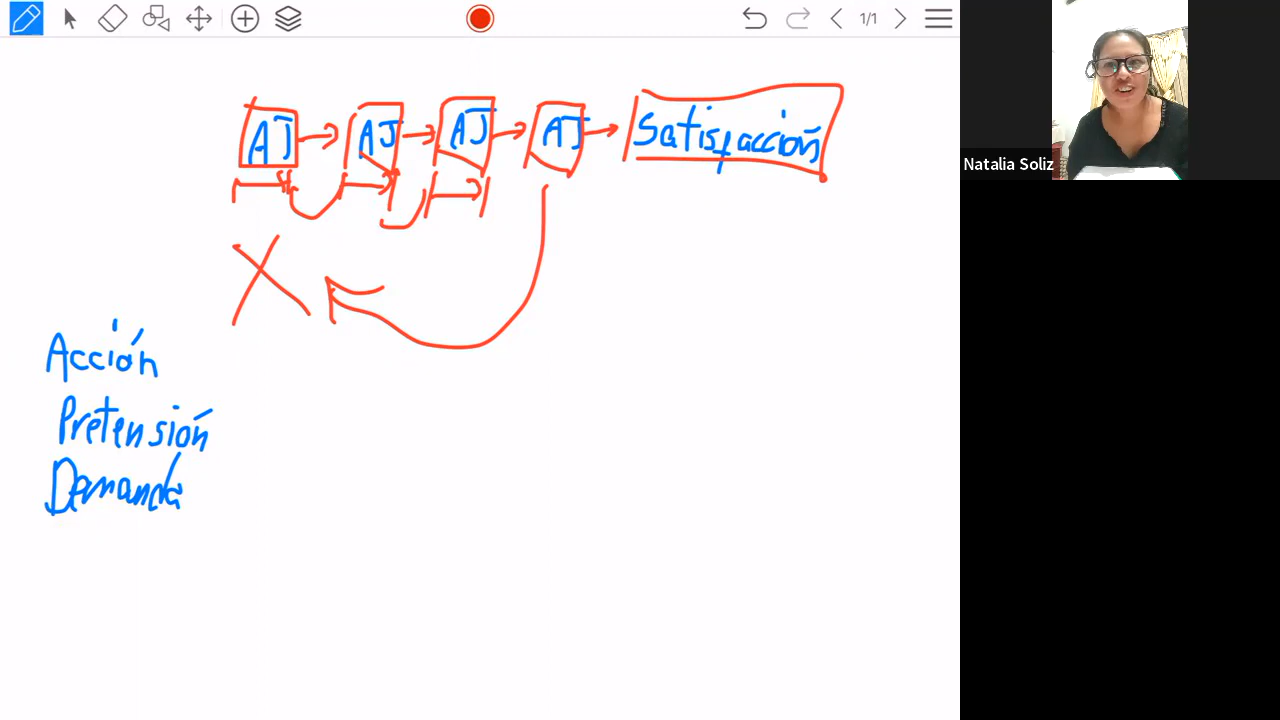 1/1
AJ AJ AJ AJ Satisfacción
Natalia Soliz
Acción
Pretensión
Demanda